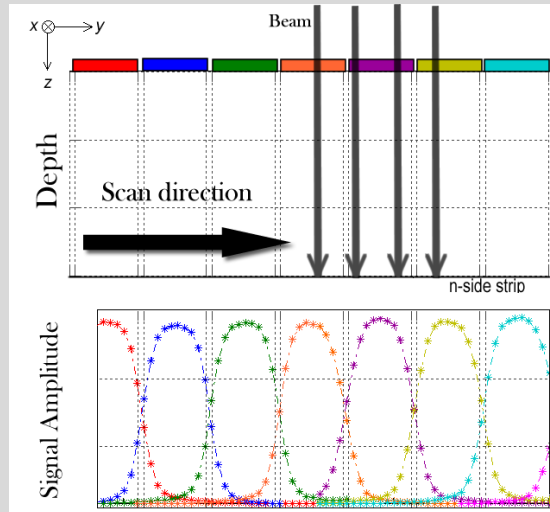 Beam
x
y
z
Depth
Scan direction
n-side strip
Signal Amplitude